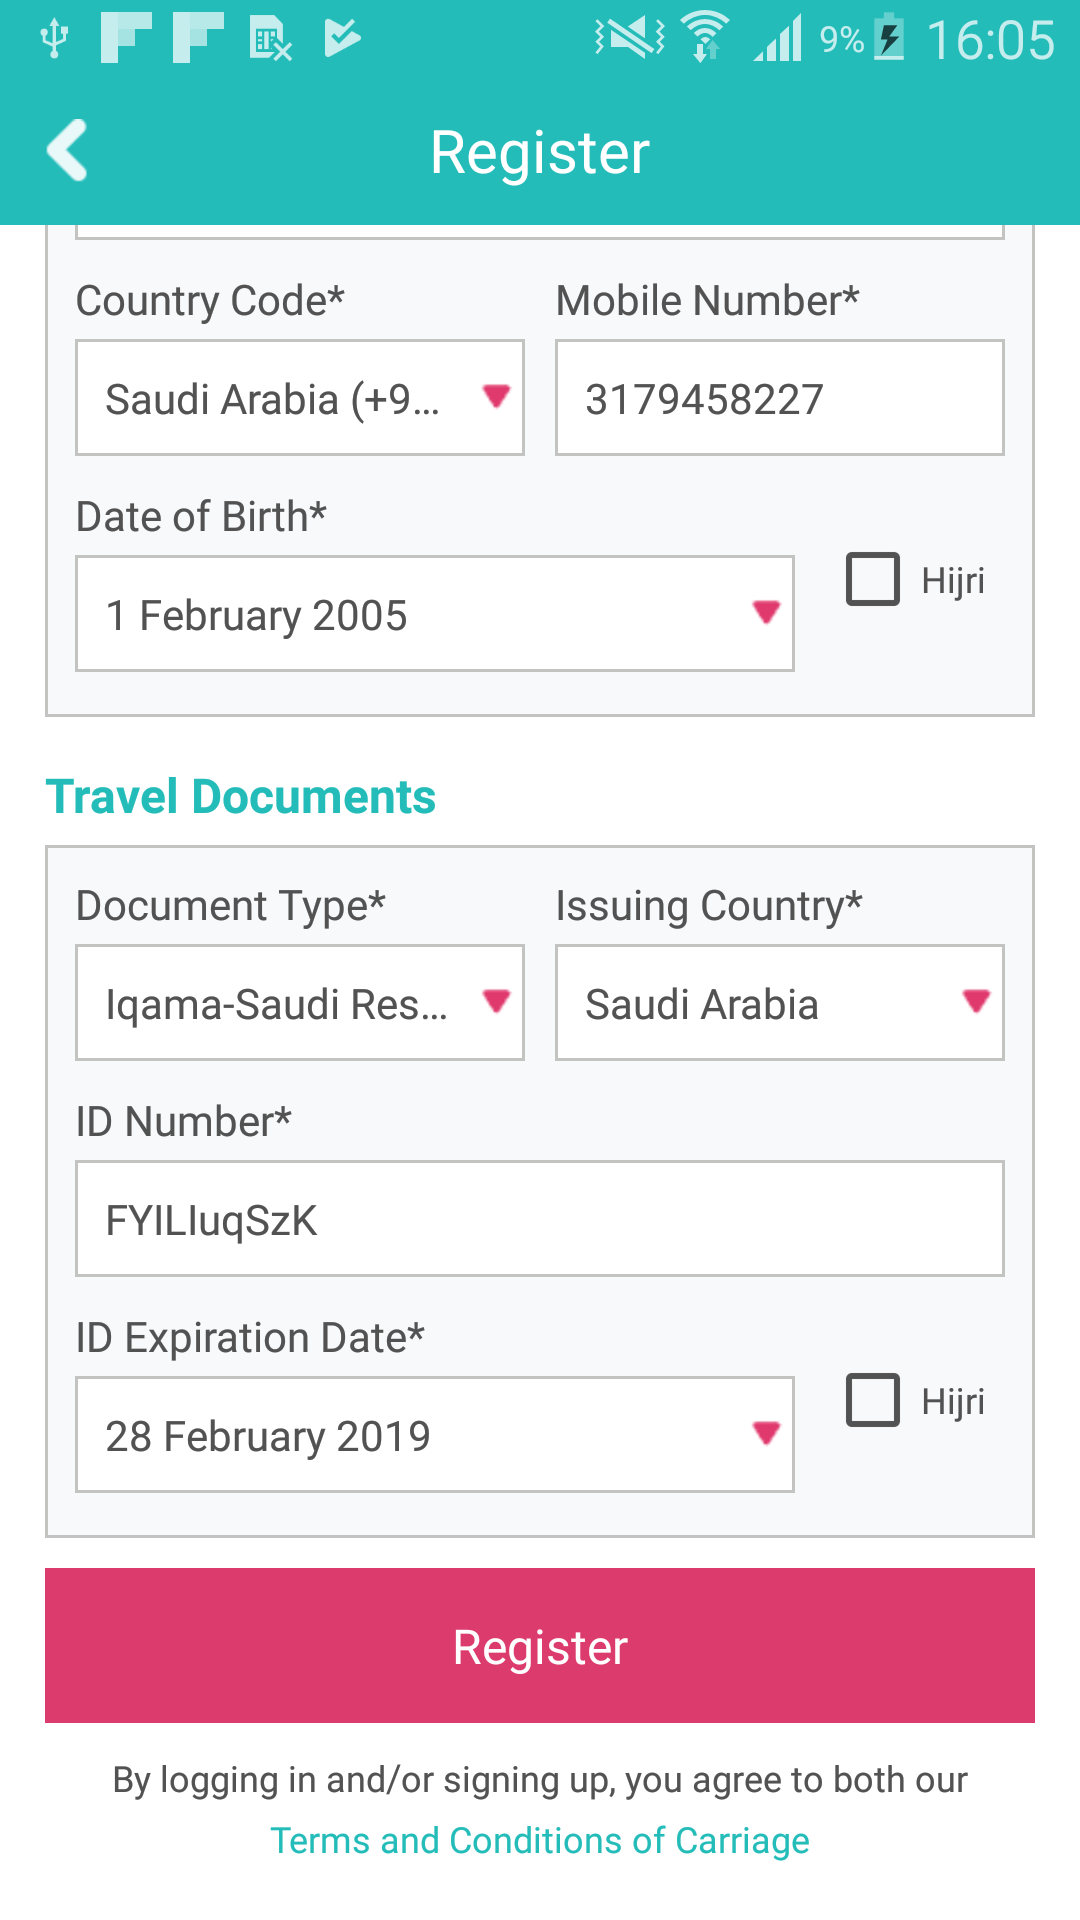 9% 16:05
Register
Country Code* Mobile Number*
Saudi Arabia (+9... 3179458227
Date of Birth*
1 February 2005 Hijri
Travel Documents
Document Type* Issuing Country*
Iqama-Saudi Res... Saudi Arabia
ID Number*
FYILIuqSzK
ID Expiration Date*
28 February 2019 Hijri
Register
By logging in and/or signing up, you agree to both our
Terms and Conditions of Carriage